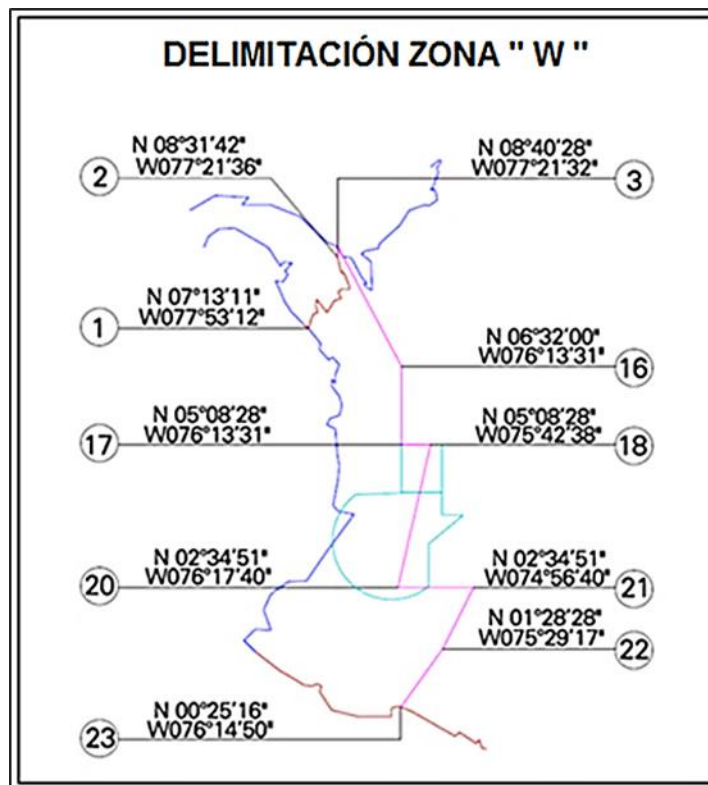 DELIMITACIÓN ZONA " W "
N 08°31'42"
W077°21'36"
2
N 08°40'28"
W077°21'32"
3
N 07°13'11"
W077°53'12"
1
N 06°32'00"
W076°13'31"
16
N 05°08'28"
W076°13'31"
17
N 05°08'28"
W075°42'38"
18
N 02°34'51"
W076°17'40"
20
N 02°34'51"
W074°56'40"
21
N 01°28'28"
W075°29'17"
22
N 00°25'16"
W076°14'50"
23